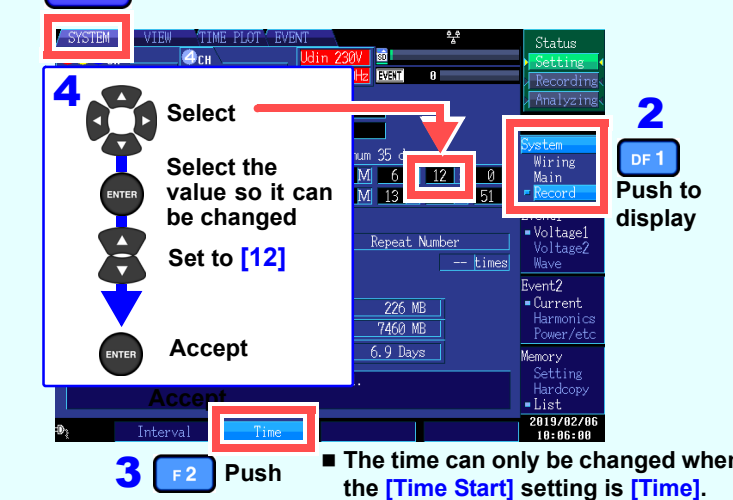 SYSTEM VIEW TIME PLOT EVENT
4CH Udin 230V SD
Hz EVENT 0
Status
Setting
Recording
Analyzing
4
Select
Select the
value so it can
be changed
Set to [12]
Accept
ENTER
ENTER
35
M 6 12 0
M 13 51
Repeat Number
-- times
226 MB
7460 MB
6.9 Days
Accept
System
Wiring
Main
Record
2
DF 1
Push to
display
Voltage1
Voltage2
Wave
Event2
Current
Harmonics
Power/etc
Memory
Setting
Hardcopy
List
2019/02/06
10:06:00
Interval Time
3 F 2 Push
■ The time can only be changed when
the [Time Start] setting is [Time].